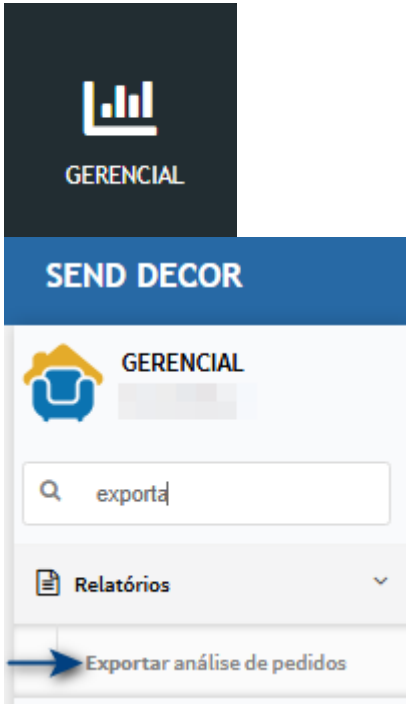 GERENCIAL
SEND DECOR
GERENCIAL
exporta
Relatórios
Exportar análise de pedidos